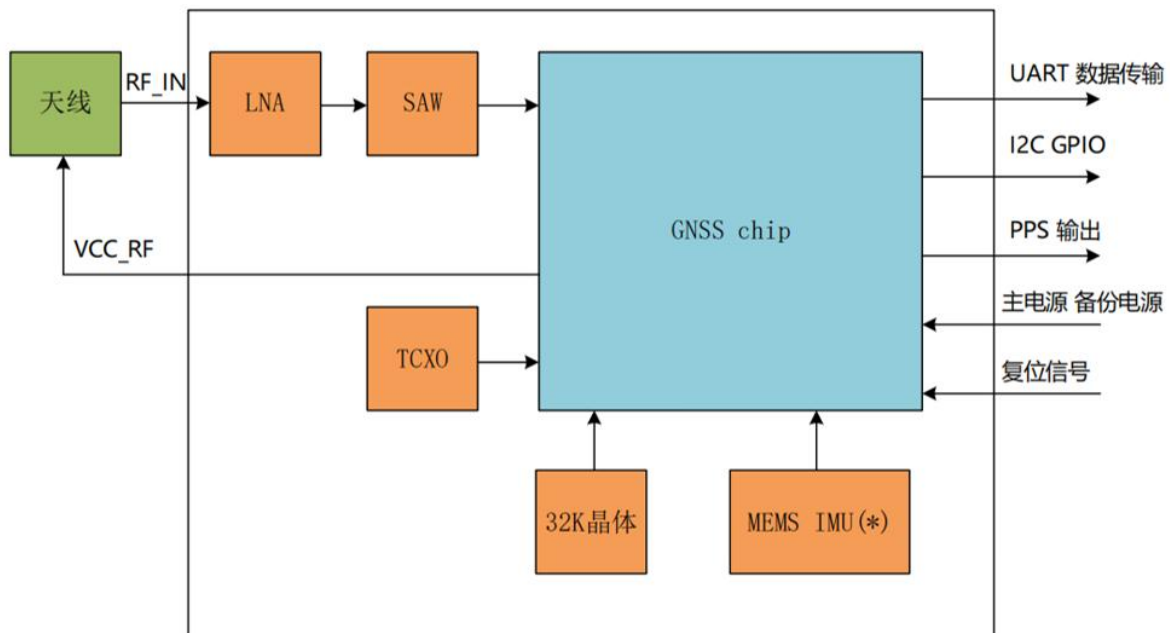 天线
RF_IN
LNA
SAW
UART 数据传输
I2C GPIO
GNSS chip
PPS 输出
VCC_RF
主电源 备份电源
TCXO
复位信号
32K晶体
MEMS IMU(*)